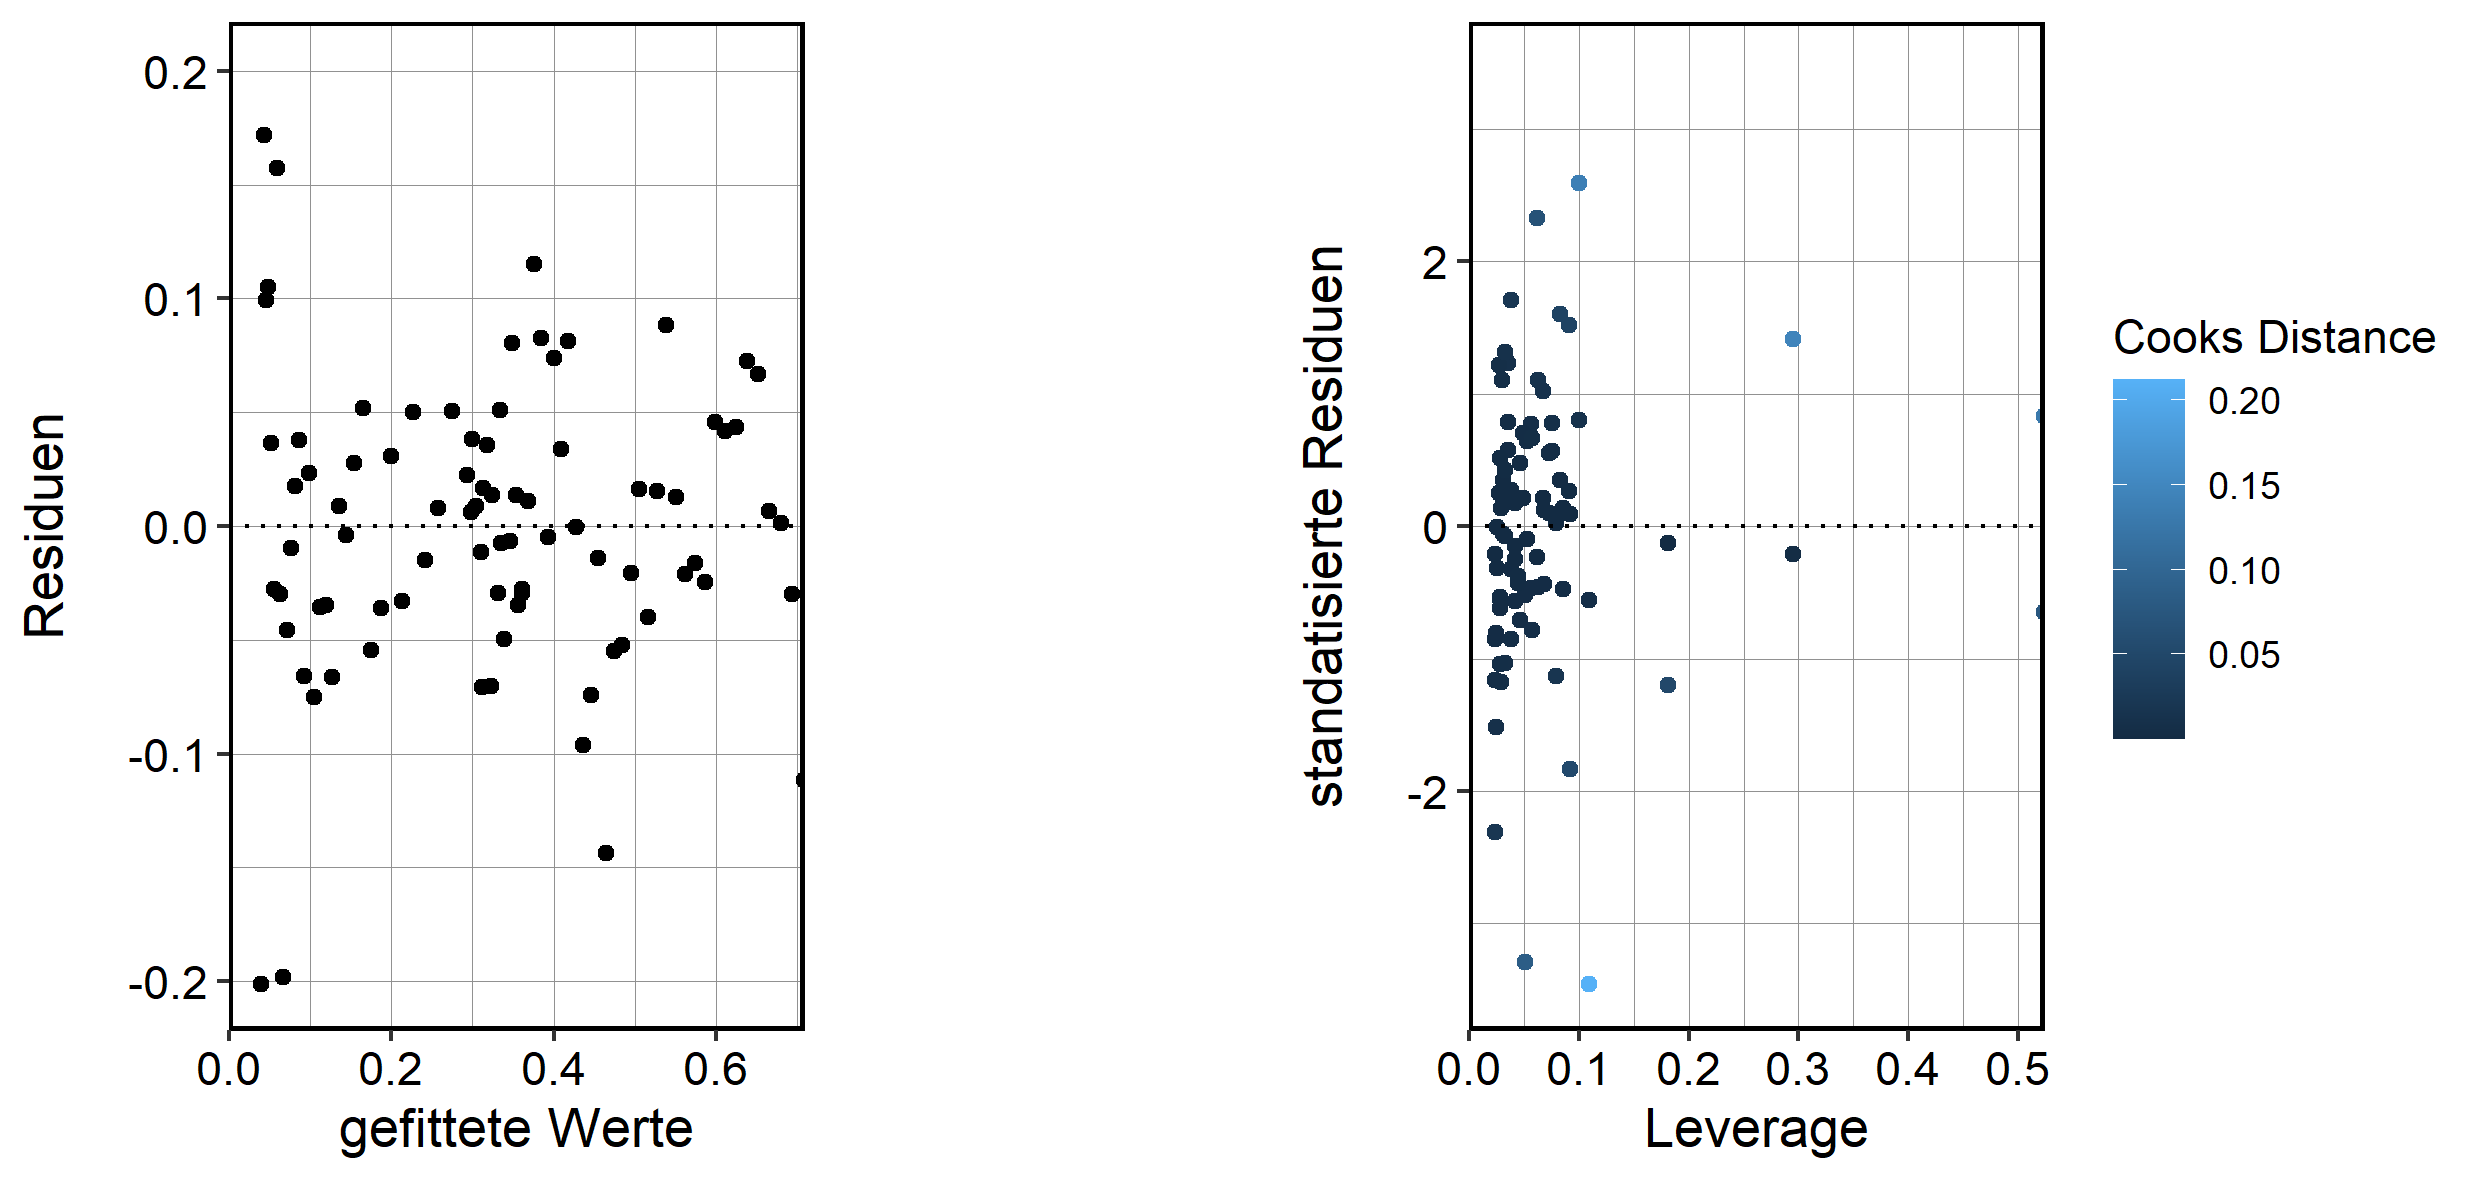 0.2
0.1
0.0
-0.1
-0.2
Residuen
0.0 0.2 0.4 0.6
gefittete Werte
2
0
-2
standatisierte Residuen
0.0 0.1 0.2 0.3 0.4 0.5
Leverage
Cooks Distance
0.20
0.15
0.10
0.05